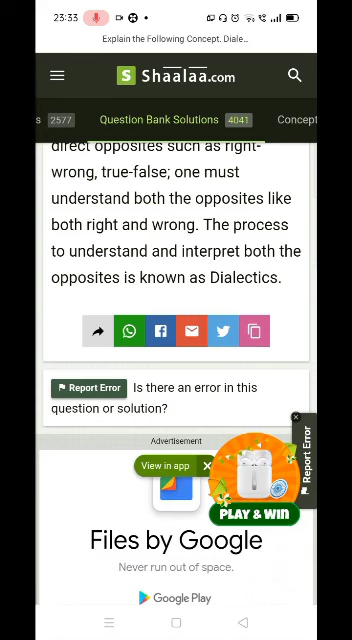 23:33
Explain the Following Concept. Diale...
S Shaalaa.com
s 2577 Question Bank Solutions 4041 Concept
direct opposites such as right-
wrong, true-false; one must
understand both the opposites like
both right and wrong. The process
to understand and interpret both the
opposites is known as Dialectics.
Report Error Is there an error in this
question or solution?
Report Error
Advertisement
View in app
PLAY & WIN
Files by Google
Never run out of space.
Google Play